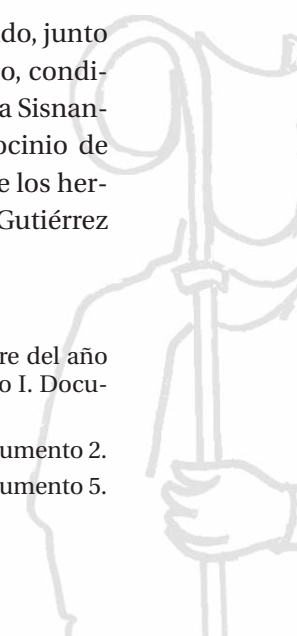 do, junto
o, condi-
a Sisnan-
ocinio de
e los her-
Gutiérrez
re del año
o I. Docu-
umento 2.
umento 5.